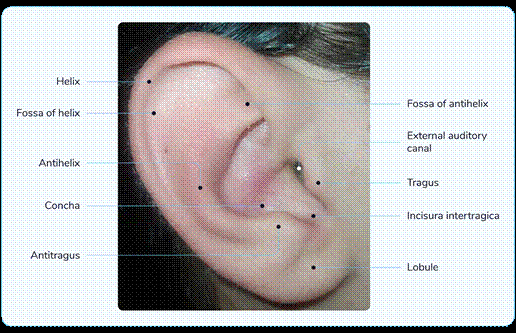 Helix
Fossa of helix
Antihelix
Concha
Antitragus
Fossa of antihelix
External auditory
canal
Tragus
Incisura intertragica
Lobule